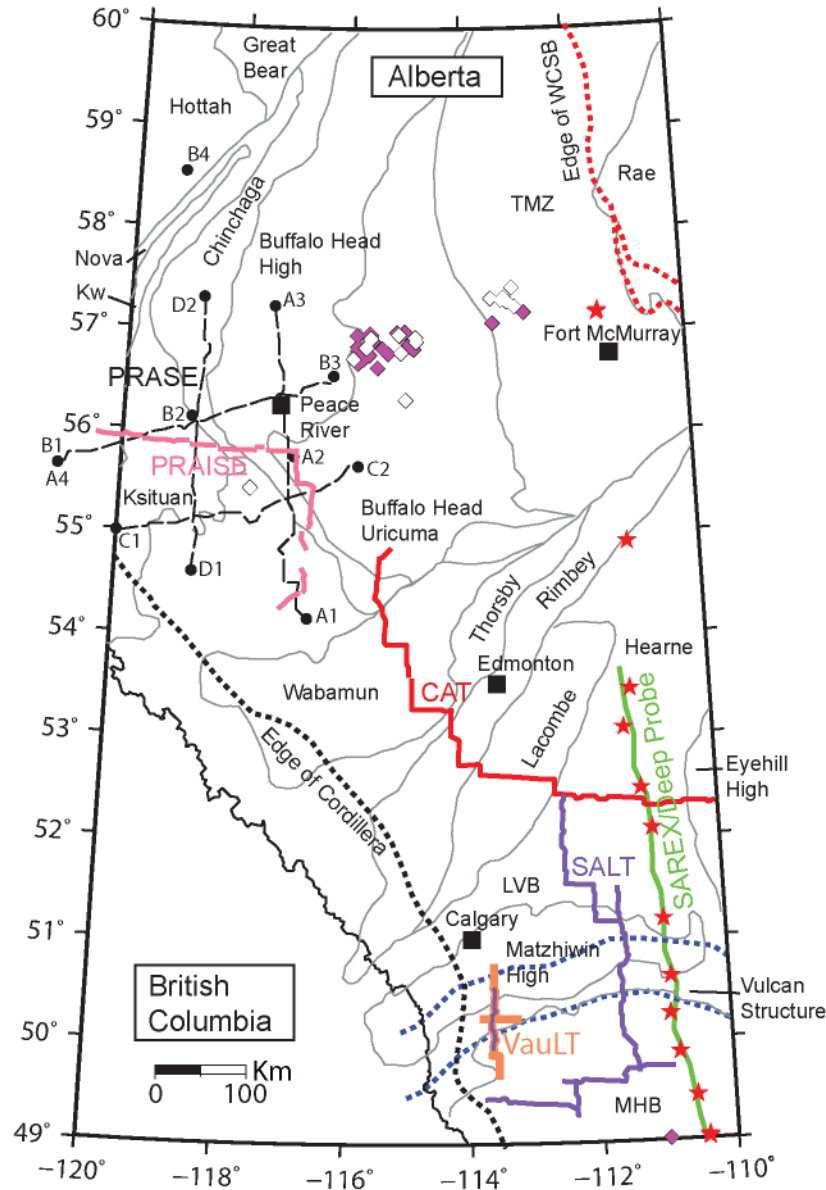 60°
Great
Bear
Alberta
Edge of WCSB
Hottah
59°
B4
Rae
TMZ
Chinchaga
58°
Buffalo Head
High
Nova
Kw
D2
A3
57°
Fort McMurray
B3
PRASE
B2
Peace
River
56°
B1
A4
PRAISE
A2
C2
Ksituan
Buffalo Head
Uricuma
55°
C1
D1
Thorsby
Rimbey
A1
54°
Hearne
Edmonton
Wabamun
CAT
Lacombe
SAREX/Deep Probe
53°
Edge of Cordillera
Eyehill
High
52°
SALT
LVB
Calgary
51°
Matzhiwin
High
British
Columbia
Vulcan
Structure
50°
VauLT
Km
0
100
MHB
49°
−120°
−118°
−116°
−114°
−112°
−110°